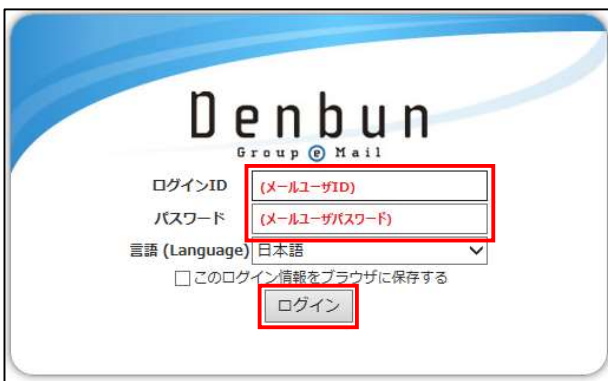 Denbun
Group e Mail
ログインID (メールユーザID)
パスワード (メールユーザパスワード)
言語 (Language) 日本語
このログイン情報をブラウザに保存する
ログイン